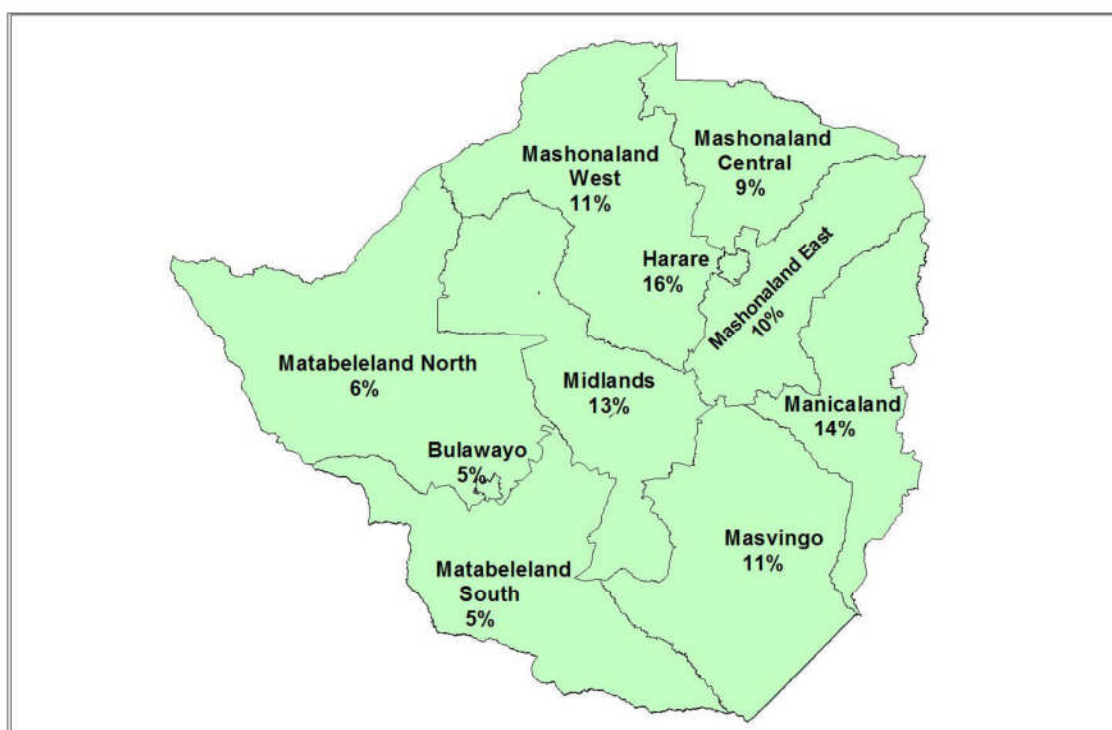 Mashonaland
Central
9%
Mashonaland
West
11%
Harare
16%
Mashonaland East
10%
Matabeleland North
6%
Midlands
13%
Manicaland
14%
Bulawayo
5%
Masvingo
11%
Matabeleland
South
5%